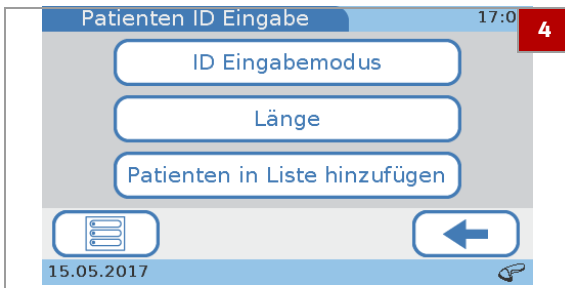 Patienten ID Eingabe 17:0
4
ID Eingabemodus
Länge
Patienten in Liste hinzufügen
15.05.2017